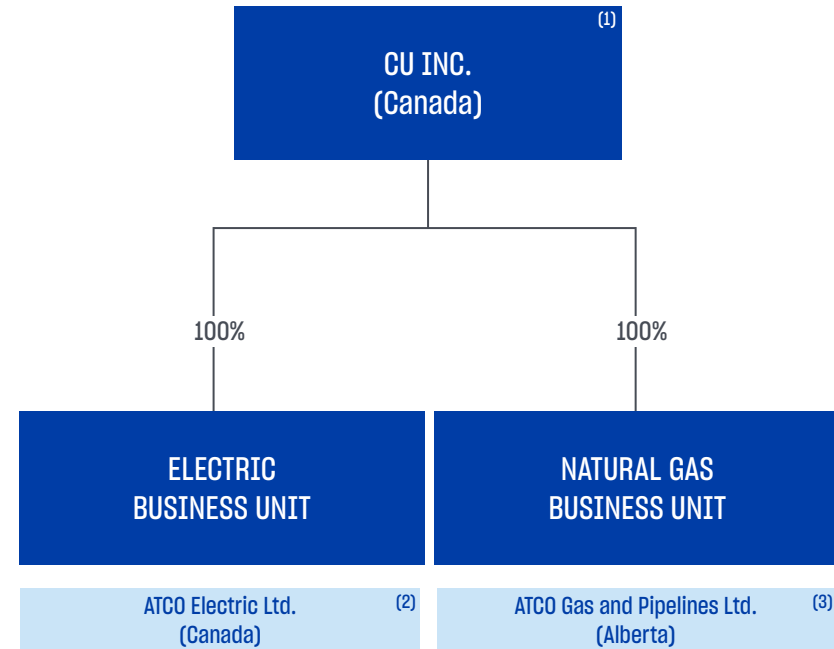 (1)
CU INC.
(Canada)
100%
100%
ELECTRIC
BUSINESS UNIT
NATURAL GAS
BUSINESS UNIT
ATCO Electric Ltd. (2)
(Canada)
ATCO Gas and Pipelines Ltd. (3)
(Alberta)